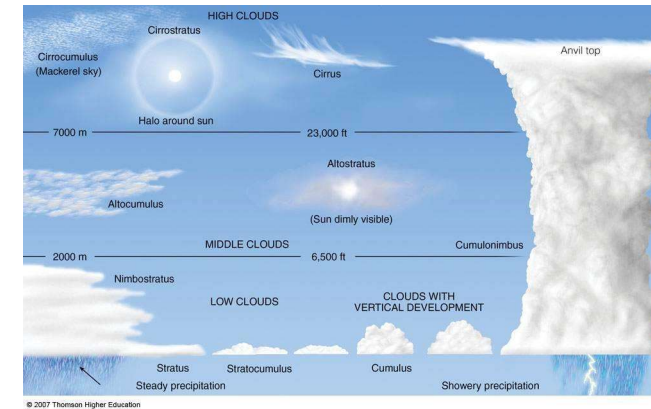 HIGH CLOUDS
Cirrostratus
Cirrocumulus
(Mackerel sky)
Cirrus
Anvil top
Halo around sun
7000 m
23,000 ft
Altostratus
Altocumulus
(Sun dimly visible)
MIDDLE CLOUDS
Cumulonimbus
2000 m
6,500 ft
Nimbostratus
LOW CLOUDS
CLOUDS WITH
VERTICAL DEVELOPMENT
Stratus
Stratocumulus
Cumulus
Steady precipitation
Showery precipitation
© 2007 Thomson Higher Education